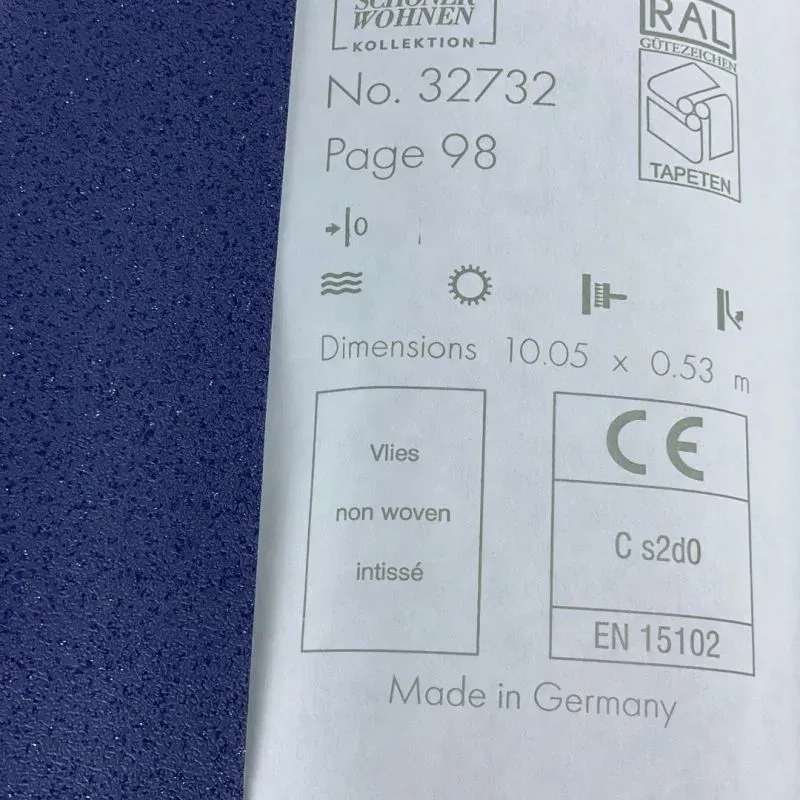 SCHÖNER
WOHNEN
KOLLEKTION
RAL
GÜTEZEICHEN
TAPETEN
No. 32732
Page 98
0
Dimensions 10.05 x 0.53 m
Vlies
non woven
intissé
CE
C s2d0
EN 15102
Made in Germany